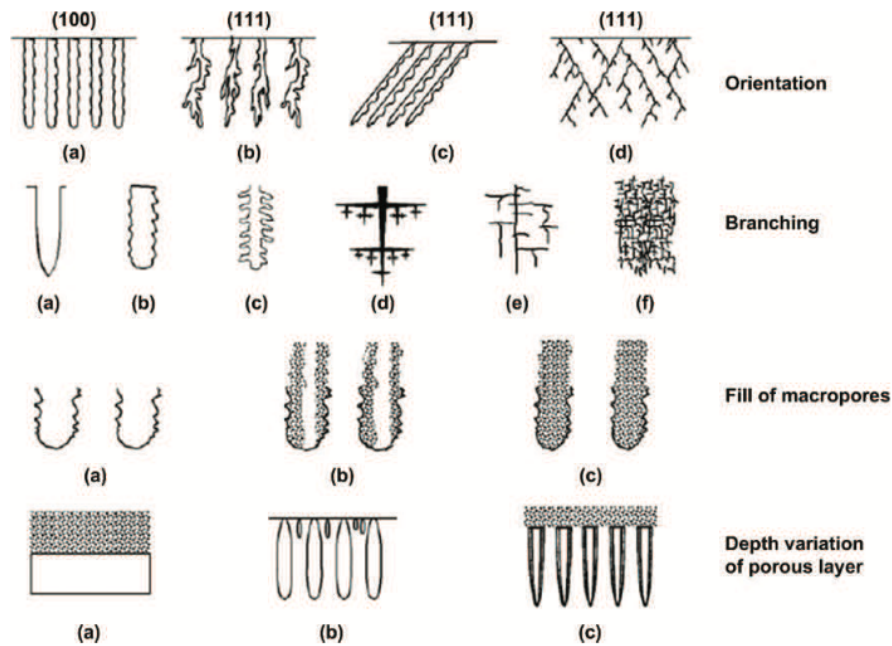 (100) (111) (111) (111)
Orientation
(a) (b) (c) (d)
Branching
(a) (b) (c) (d) (e) (f)
Fill of macropores
(a) (b) (c)
Depth variation
of porous layer
(a) (b) (c)